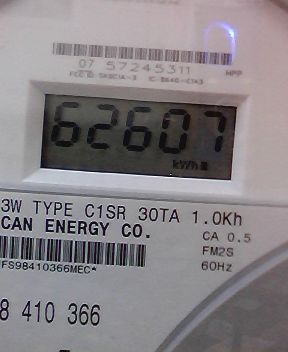 07 57245311
MPP
62607
kWh
3W TYPE C1SR 30TA 1.0Kh
CAN ENERGY CO.
CA 0.5
FM2S
60Hz
FS98410366MEC*
8 410 366